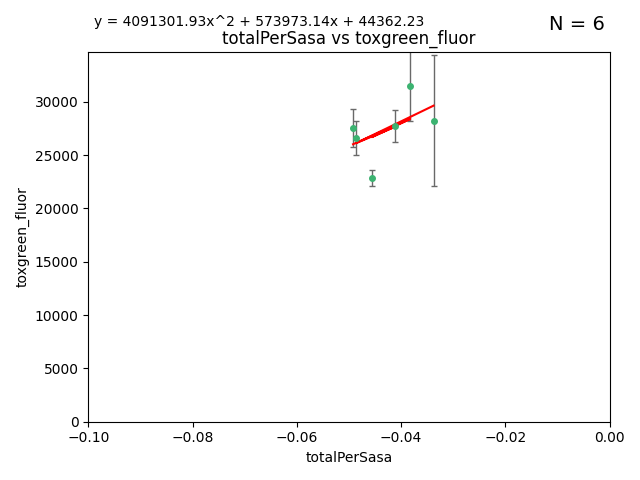 y = 4091301.93x^2 + 573973.14x + 44362.23
N = 6
totalPerSasa vs toxgreen_fluor
30000
25000
20000
15000
10000
5000
0
toxgreen_fluor
−0.10
−0.08
−0.06
−0.04
−0.02
0.00
totalPerSasa